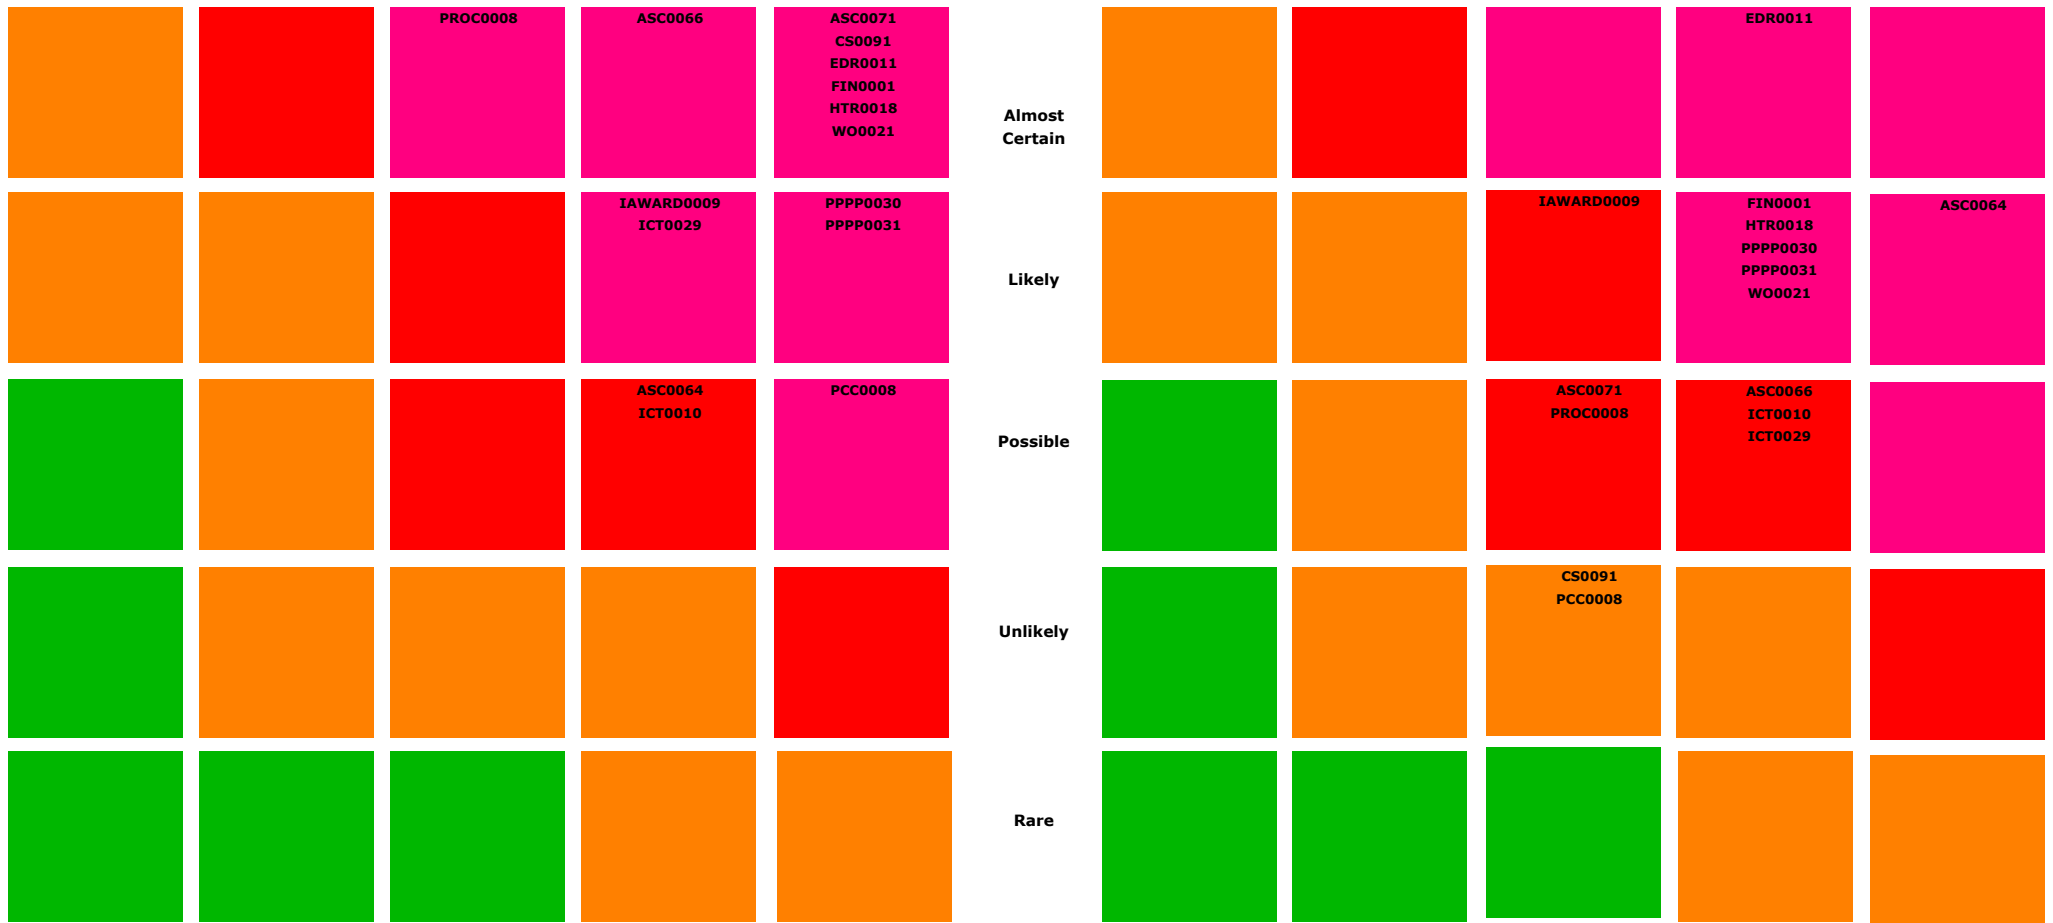 PROC0008
ASC0066
ASC0071
CS0091
EDR0011
FIN0001
HTR0018
WO0021
Almost
Certain
EDR0011
IAWARD0009
ICT0029
PPPP0030
PPPP0031
Likely
IAWARD0009
FIN0001
HTR0018
PPPP0030
PPPP0031
WO0021
ASC0064
ASC0064
ICT0010
PCC0008
Possible
ASC0071
PROC0008
ASC0066
ICT0010
ICT0029
Unlikely
CS0091
PCC0008
Rare